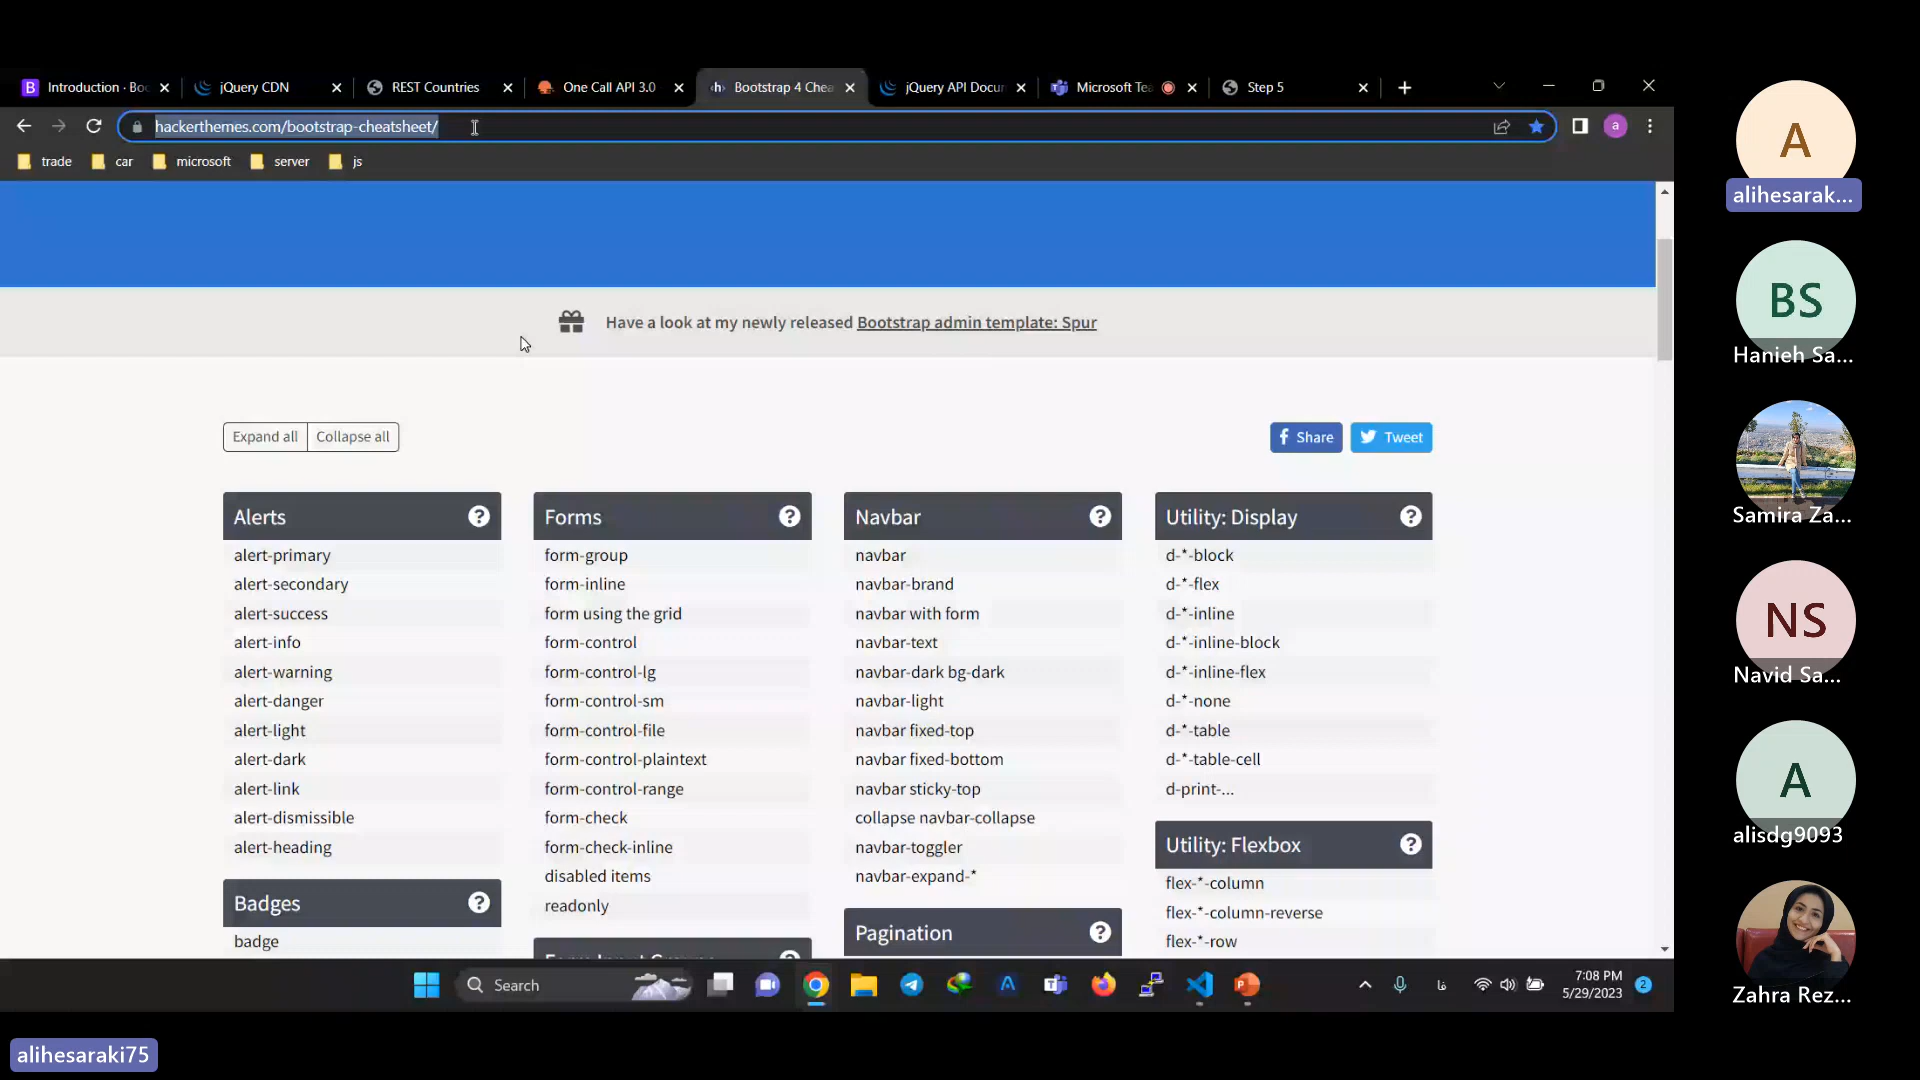 Introduction · Boo
jQuery CDN
REST Countries
One Call API 3.0
Bootstrap 4 Chea
jQuery API Docum
Microsoft Tea
Step 5
hackerthemes.com/bootstrap-cheatsheet/
a
trade
car
microsoft
server
js
Have a look at my newly released Bootstrap admin template: Spur
Expand all
Collapse all
Share
Tweet
Alerts
alert-primary
alert-secondary
alert-success
alert-info
alert-warning
alert-danger
alert-light
alert-dark
alert-link
alert-dismissible
alert-heading
Badges
badge
Forms
form-group
form-inline
form using the grid
form-control
form-control-lg
form-control-sm
form-control-file
form-control-plaintext
form-control-range
form-check
form-check-inline
disabled items
readonly
Navbar
navbar
navbar-brand
navbar with form
navbar-text
navbar-dark bg-dark
navbar-light
navbar fixed-top
navbar fixed-bottom
navbar sticky-top
collapse navbar-collapse
navbar-toggler
navbar-expand-*
Pagination
Utility: Display
d-*-block
d-*-flex
d-*-inline
d-*-inline-block
d-*-inline-flex
d-*-none
d-*-table
d-*-table-cell
d-print-...
Utility: Flexbox
flex-*-column
flex-*-column-reverse
flex-*-row
Search
فا
7:08 PM
5/29/2023
2
A
alihesarak...
BS
Hanieh Sa...
Samira Za...
NS
Navid Sa...
A
alisdg9093
Zahra Rez...
alihesaraki75